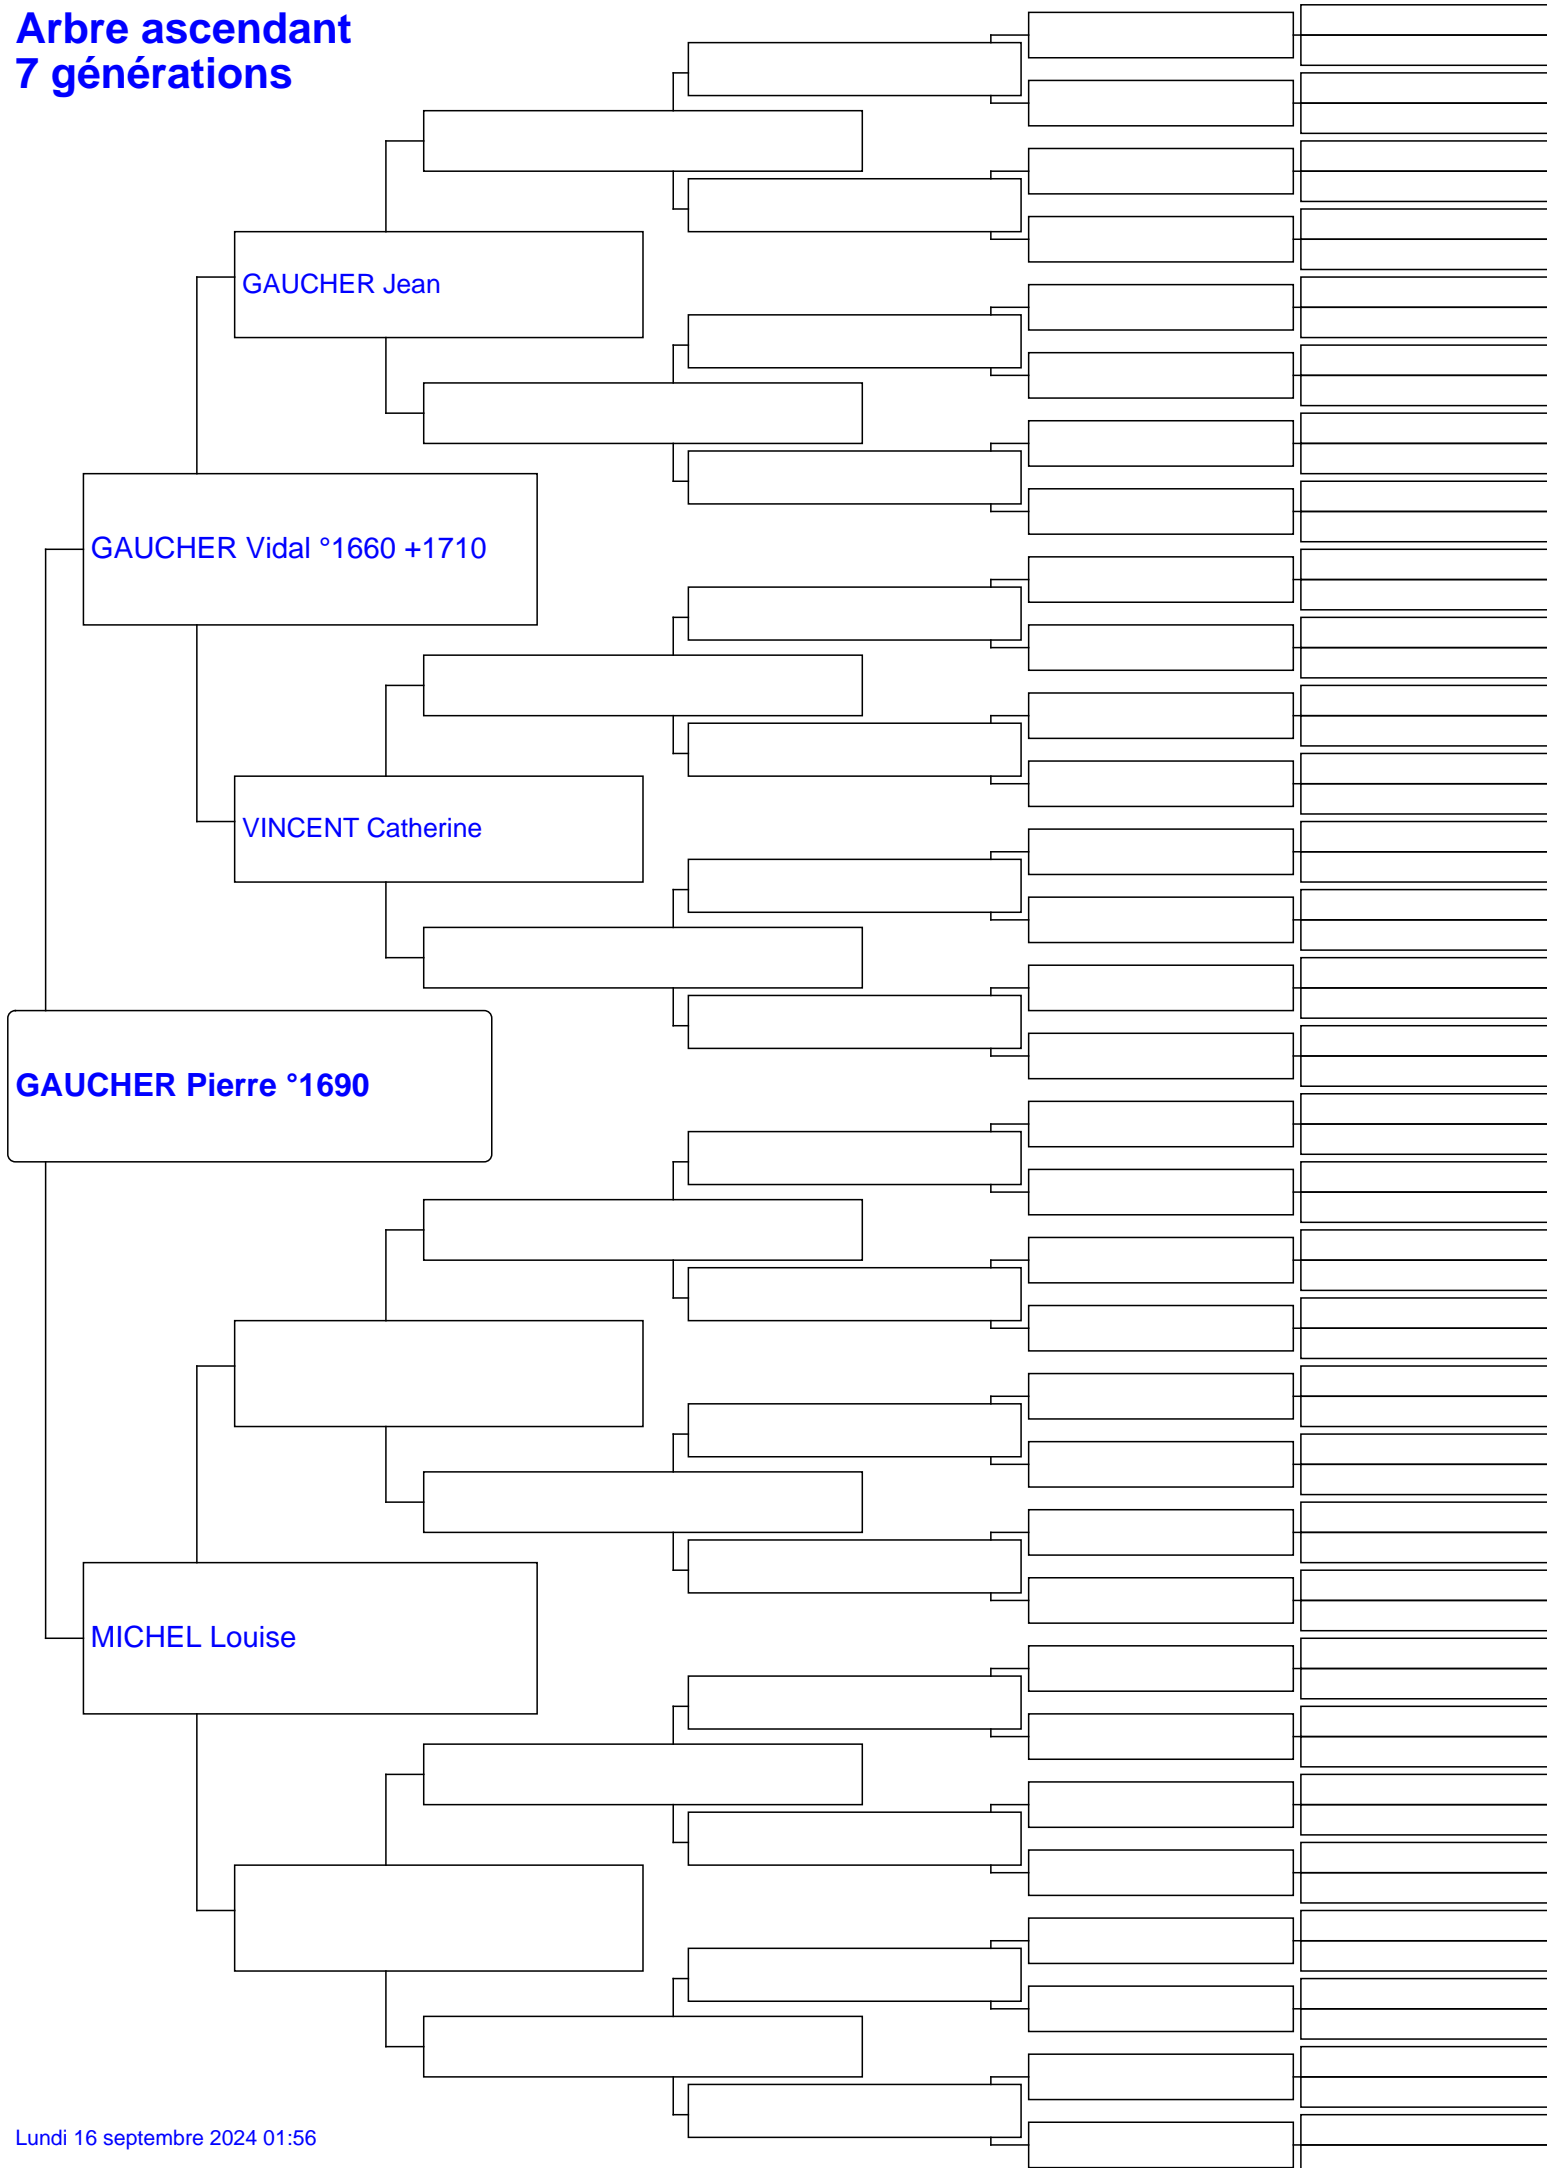 Arbre ascendant
7 générations
GAUCHER Jean
GAUCHER Vidal °1660 +1710
VINCENT Catherine
GAUCHER Pierre °1690
MICHEL Louise
Lundi 16 septembre 2024 01:56